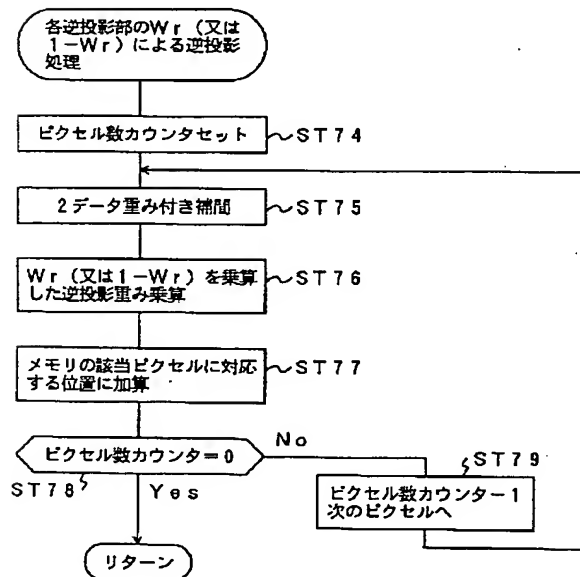 各逆投影部のWr（又は
1－Wr）による逆投影
処理
ピクセル数カウンタセット
ST74
2データ重み付き補間
ST75
Wr（又は1－Wr）を乗算
した逆投影重み乗算
ST76
メモリの該当ピクセルに対応
する位置に加算
ST77
ピクセル数カウンター＝0
No
ST78
Yes
ST79
ピクセル数カウンター1
次のピクセルへ
リターン